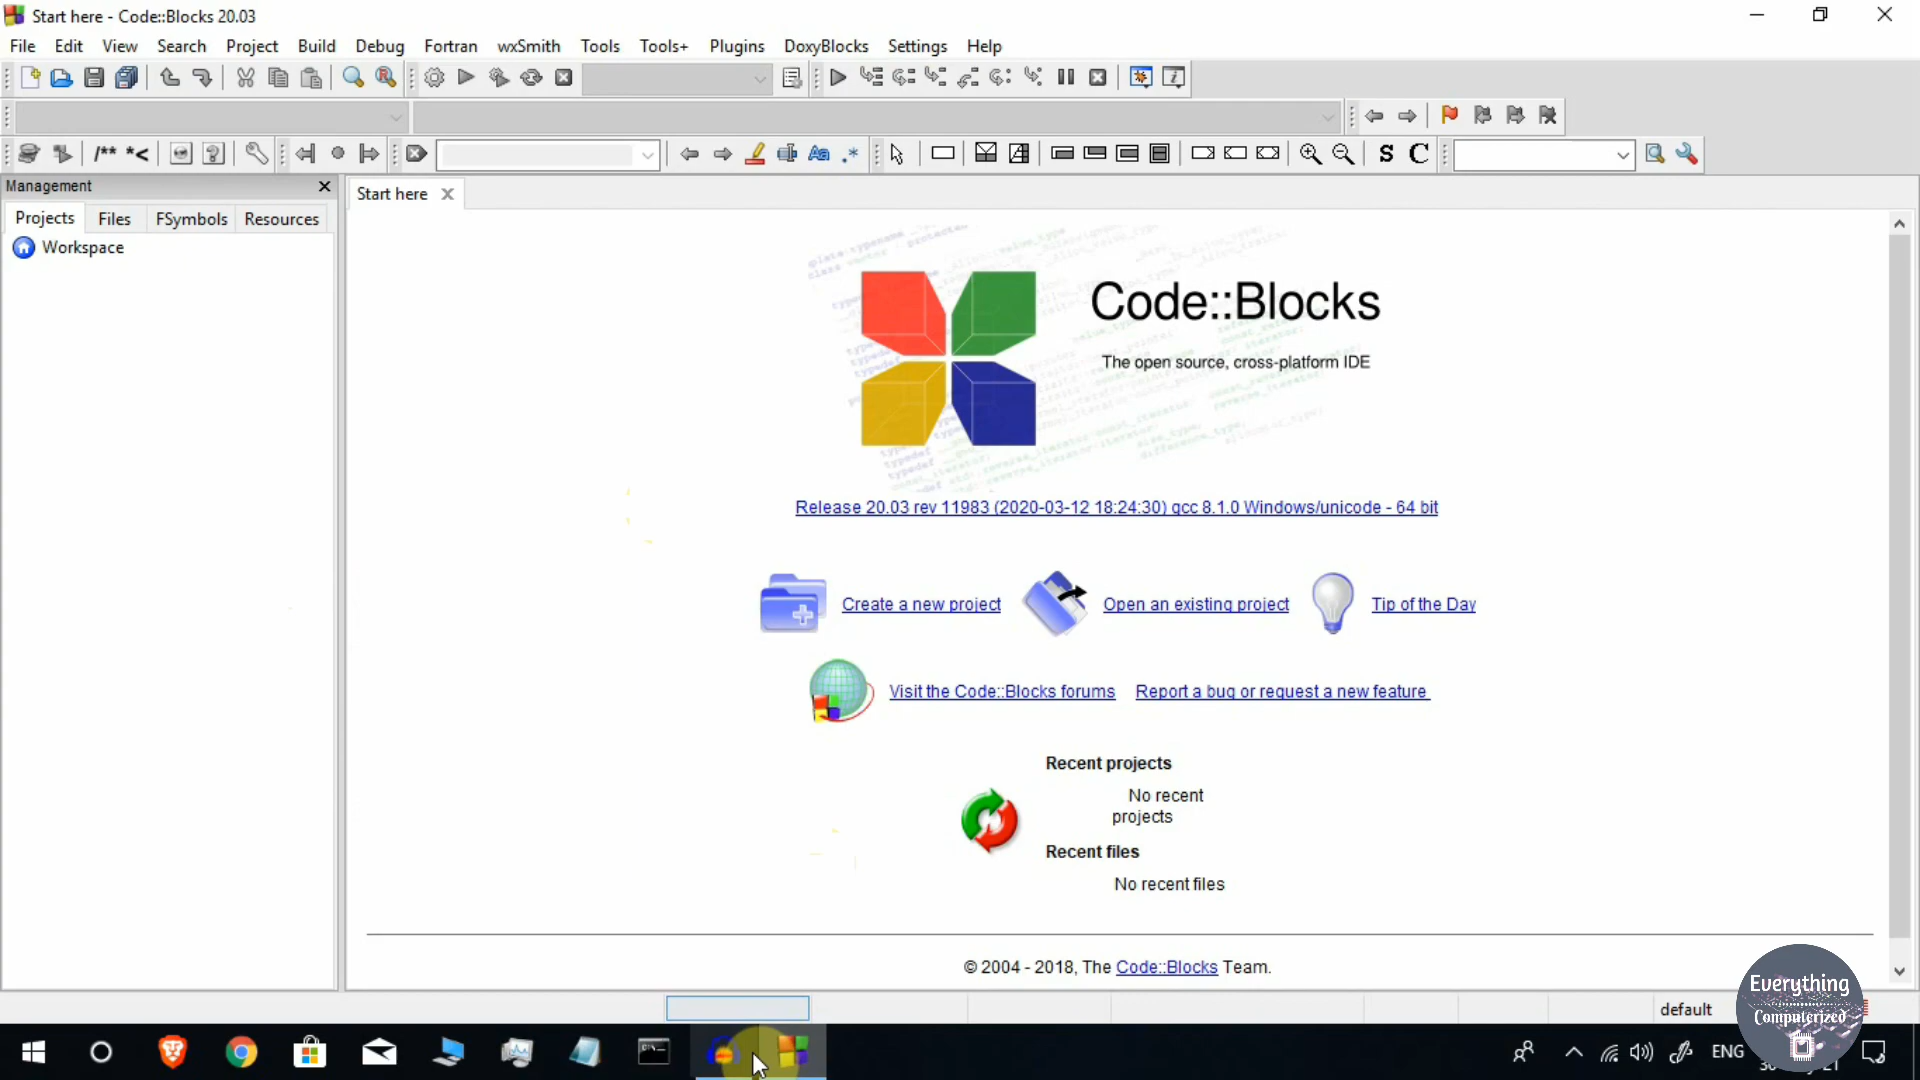 Start here - Code::Blocks 20.03
File Edit View Search Project Build Debug Fortran wxSmith Tools Tools+ Plugins DoxyBlocks Settings Help
/** *<
Aa .*
S C
Management
Start here
Projects Files FSymbols Resources
Workspace
Code::Blocks
The open source, cross-platform IDE
Release 20.03 rev 11983 (2020-03-12 18:24:30) gcc 8.1.0 Windows/unicode - 64 bit
Create a new project Open an existing project Tip of the Day
Visit the Code::Blocks forums Report a bug or request a new feature
Recent projects
No recent
projects
Recent files
No recent files
© 2004 - 2018, The Code::Blocks Team.
default
Everything
Computerized
ENG